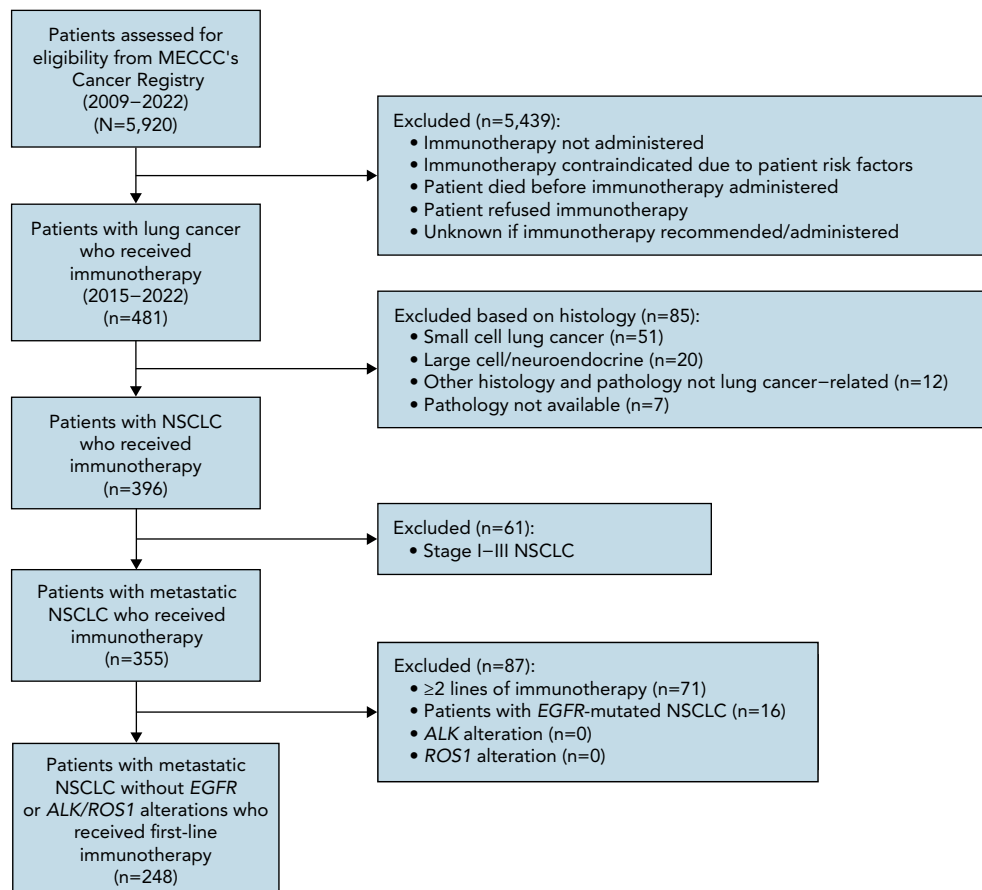 Patients assessed for
eligibility from MECCC's
Cancer Registry
(2009−2022)
(N=5,920)
Excluded (n=5,439):
• Immunotherapy not administered
• Immunotherapy contraindicated due to patient risk factors
• Patient died before immunotherapy administered
• Patient refused immunotherapy
• Unknown if immunotherapy recommended/administered
Patients with lung cancer
who received
immunotherapy
(2015−2022)
n=481)
Excluded based on histology (n=85):
• Small cell lung cancer (n=51)
• Large cell/neuroendocrine (n=20)
• Other histology and pathology not lung cancer−related (n=12)
• Pathology not available (n=7)
Patients with NSCLC
who received
immunotherapy
(n=396)
Excluded (n=61):
• Stage I−III NSCLC
Patients with metastatic
NSCLC who received
immunotherapy
(n=355)
Excluded (n=87):
• ≥2 lines of immunotherapy (n=71)
• Patients with EGFR-mutated NSCLC (n=16)
• ALK alteration (n=0)
• ROS1 alteration (n=0)
Patients with metastatic
NSCLC without EGFR
or ALK/ROS1 alterations who
received first-line
immunotherapy
(n=248)